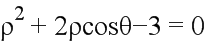 ρ² + 2ρcosθ−3 = 0